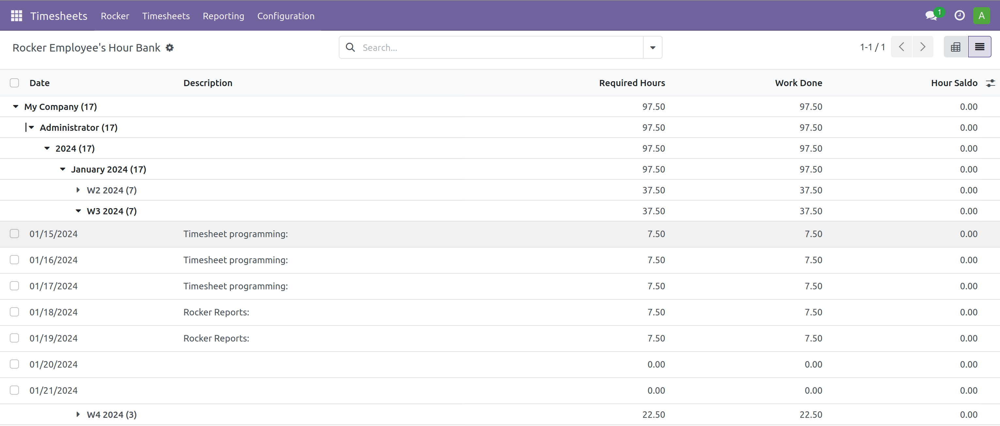 Timesheets Rocker Timesheets Reporting Configuration 1 A
Rocker Employee's Hour Bank Search... 1-1 / 1
Date Description Required Hours Work Done Hour Saldo
My Company (17) 97.50 97.50 0.00
Administrator (17) 97.50 97.50 0.00
2024 (17) 97.50 97.50 0.00
January 2024 (17) 97.50 97.50 0.00
W2 2024 (7) 37.50 37.50 0.00
W3 2024 (7) 37.50 37.50 0.00
01/15/2024 Timesheet programming: 7.50 7.50 0.00
01/16/2024 Timesheet programming: 7.50 7.50 0.00
01/17/2024 Timesheet programming: 7.50 7.50 0.00
01/18/2024 Rocker Reports: 7.50 7.50 0.00
01/19/2024 Rocker Reports: 7.50 7.50 0.00
01/20/2024 0.00 0.00 0.00
01/21/2024 0.00 0.00 0.00
W4 2024 (3) 22.50 22.50 0.00